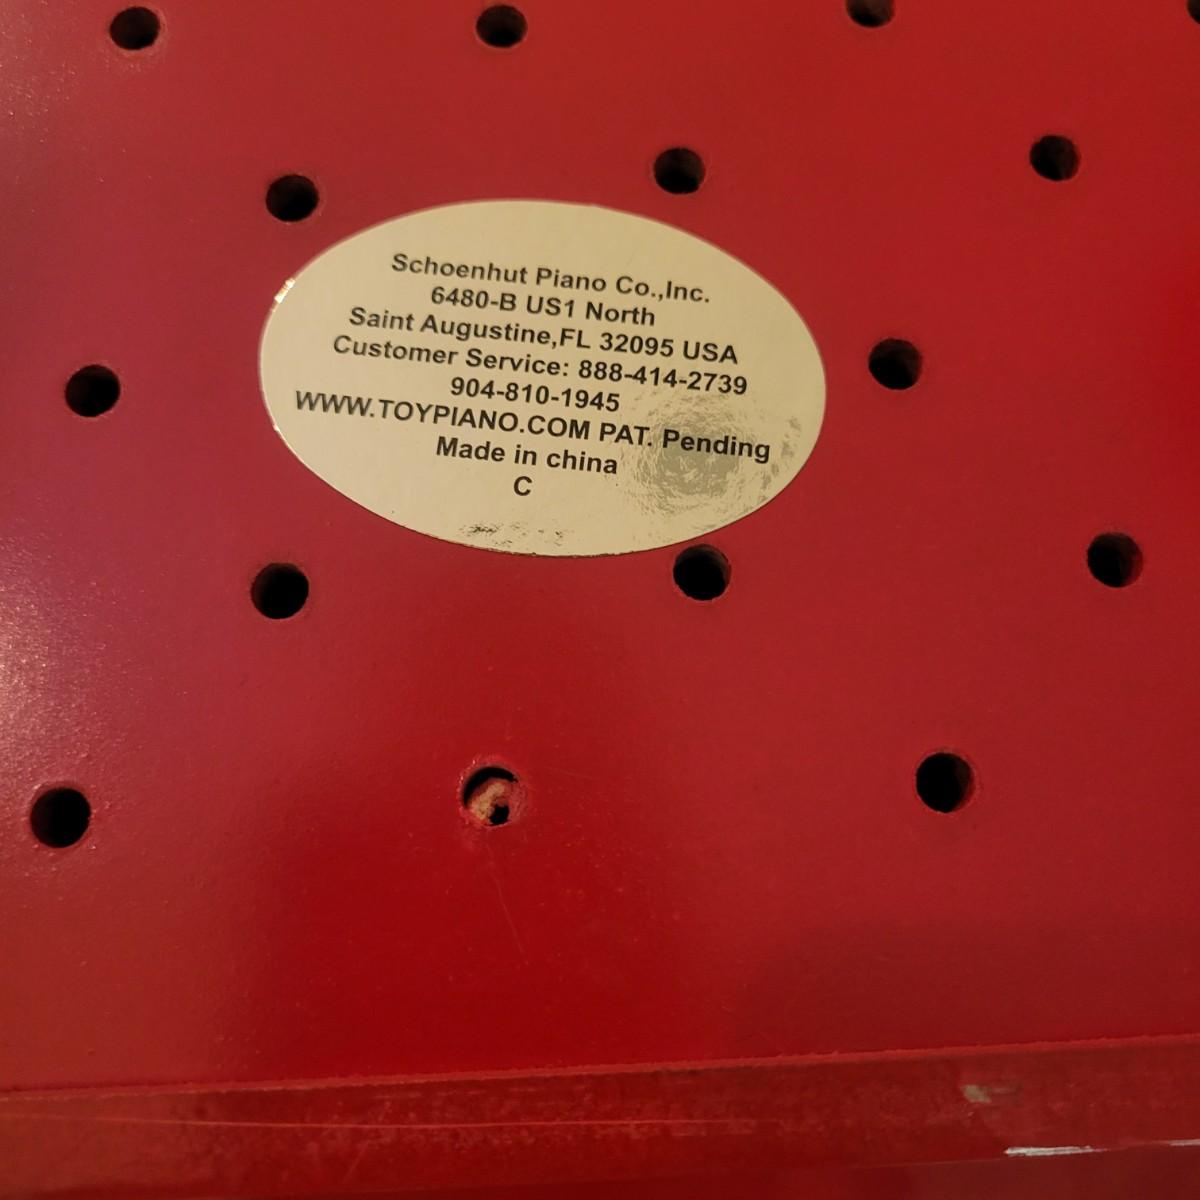 Schoenhut Piano Co.,Inc.
6480-B US1 North
Saint Augustine,FL 32095 USA
Customer Service: 888-414-2739
904-810-1945
WWW.TOYPIANO.COM PAT. Pending
Made in china
C